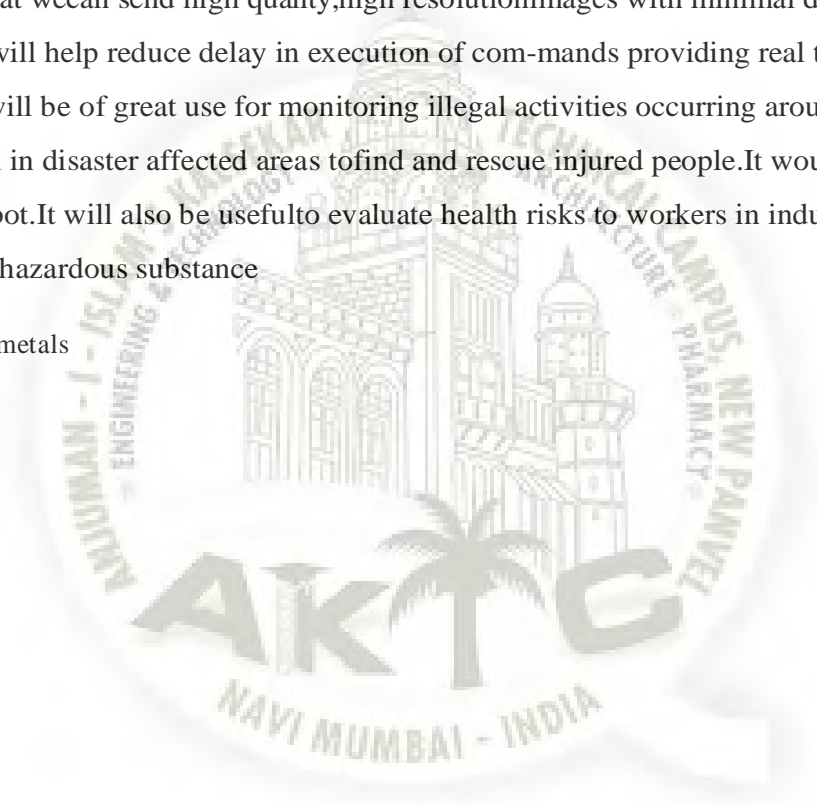 at wecan send high quality,high resolutionimages with minimal d
will help reduce delay in execution of com-mands providing real t
will be of great use for monitoring illegal activities occurring arou
in disaster affected areas tofind and rescue injured people.It wou
ot.It will also be usefulto evaluate health risks to workers in indu
hazardous substance
metals
ANJUMAN - I - ISLAM'S KALSEKAR TECHNICAL CAMPUS, NEW PANVEL
ENGINEERING & TECHNOLOGY ARCHITECTURE PHARMACY
AiKTC
NAVI MUMBAI - INDIA